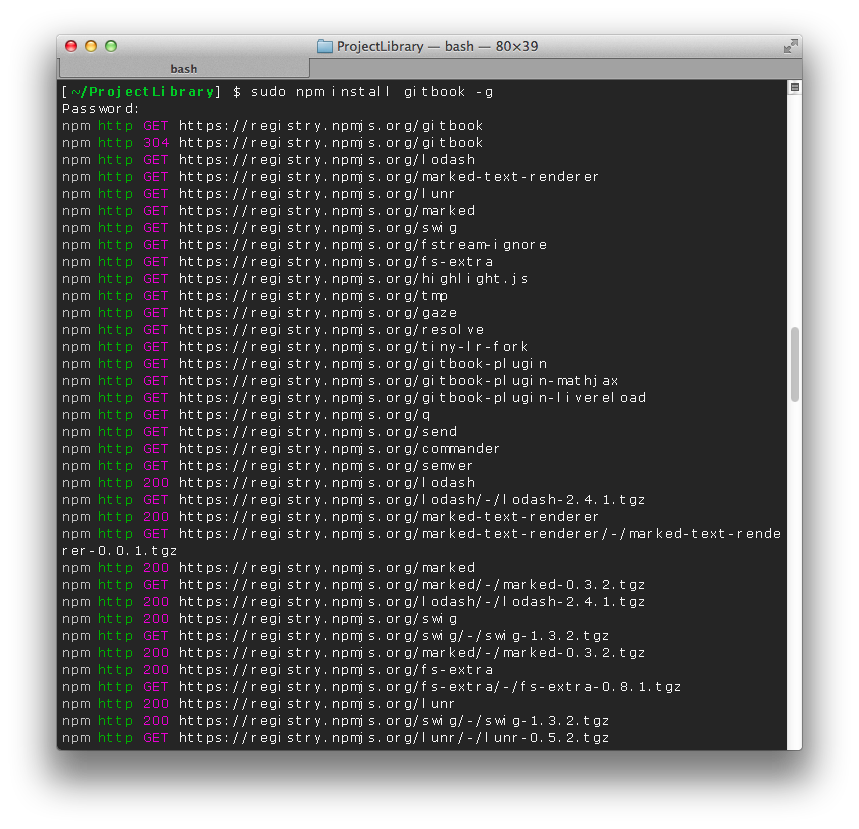 ProjectLibrary — bash — 80×39
bash
[~/ProjectLibrary] $ sudo npm install gitbook -g
Password:
npm http GET https://registry.npmjs.org/gitbook
npm http 304 https://registry.npmjs.org/gitbook
npm http GET https://registry.npmjs.org/lodash
npm http GET https://registry.npmjs.org/marked-text-renderer
npm http GET https://registry.npmjs.org/lunr
npm http GET https://registry.npmjs.org/marked
npm http GET https://registry.npmjs.org/swig
npm http GET https://registry.npmjs.org/fstream-ignore
npm http GET https://registry.npmjs.org/fs-extra
npm http GET https://registry.npmjs.org/highlight.js
npm http GET https://registry.npmjs.org/tmp
npm http GET https://registry.npmjs.org/gaze
npm http GET https://registry.npmjs.org/resolve
npm http GET https://registry.npmjs.org/tiny-lr-fork
npm http GET https://registry.npmjs.org/gitbook-plugin
npm http GET https://registry.npmjs.org/gitbook-plugin-mathjax
npm http GET https://registry.npmjs.org/gitbook-plugin-livereload
npm http GET https://registry.npmjs.org/q
npm http GET https://registry.npmjs.org/send
npm http GET https://registry.npmjs.org/commander
npm http GET https://registry.npmjs.org/semver
npm http 200 https://registry.npmjs.org/lodash
npm http GET https://registry.npmjs.org/lodash/-/lodash-2.4.1.tgz
npm http 200 https://registry.npmjs.org/marked-text-renderer
npm http GET https://registry.npmjs.org/marked-text-renderer/-/marked-text-rende
rer-0.0.1.tgz
npm http 200 https://registry.npmjs.org/marked
npm http GET https://registry.npmjs.org/marked/-/marked-0.3.2.tgz
npm http 200 https://registry.npmjs.org/lodash/-/lodash-2.4.1.tgz
npm http 200 https://registry.npmjs.org/swig
npm http GET https://registry.npmjs.org/swig/-/swig-1.3.2.tgz
npm http 200 https://registry.npmjs.org/marked/-/marked-0.3.2.tgz
npm http 200 https://registry.npmjs.org/fs-extra
npm http GET https://registry.npmjs.org/fs-extra/-/fs-extra-0.8.1.tgz
npm http 200 https://registry.npmjs.org/lunr
npm http 200 https://registry.npmjs.org/swig/-/swig-1.3.2.tgz
npm http GET https://registry.npmjs.org/lunr/-/lunr-0.5.2.tgz